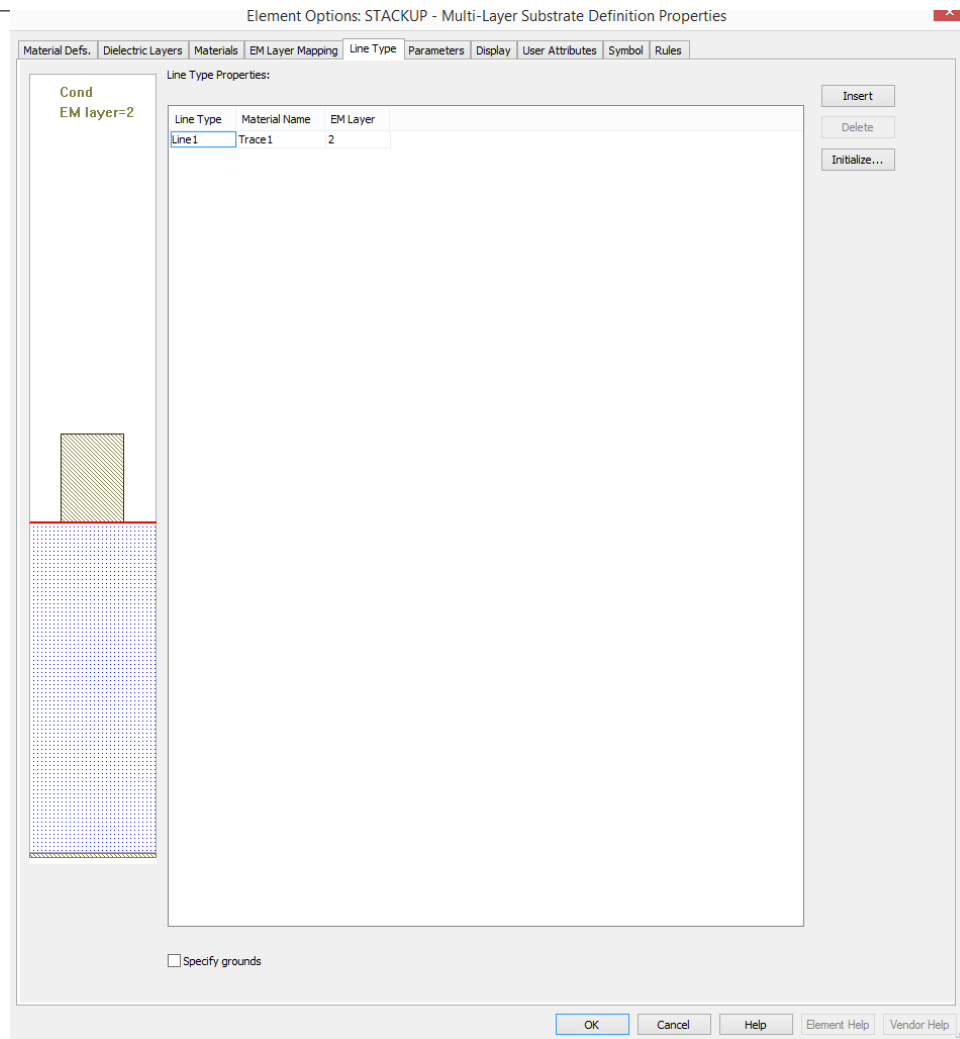 Element Options: STACKUP - Multi-Layer Substrate Definition Properties
Material Defs. Dielectric Layers Materials EM Layer Mapping Line Type Parameters Display User Attributes Symbol Rules
Line Type Properties:
Cond
EM layer=2
Line Type Material Name EM Layer
Line1 Trace1 2
Insert
Delete
Initialize...
Specify grounds
OK Cancel Help Element Help Vendor Help